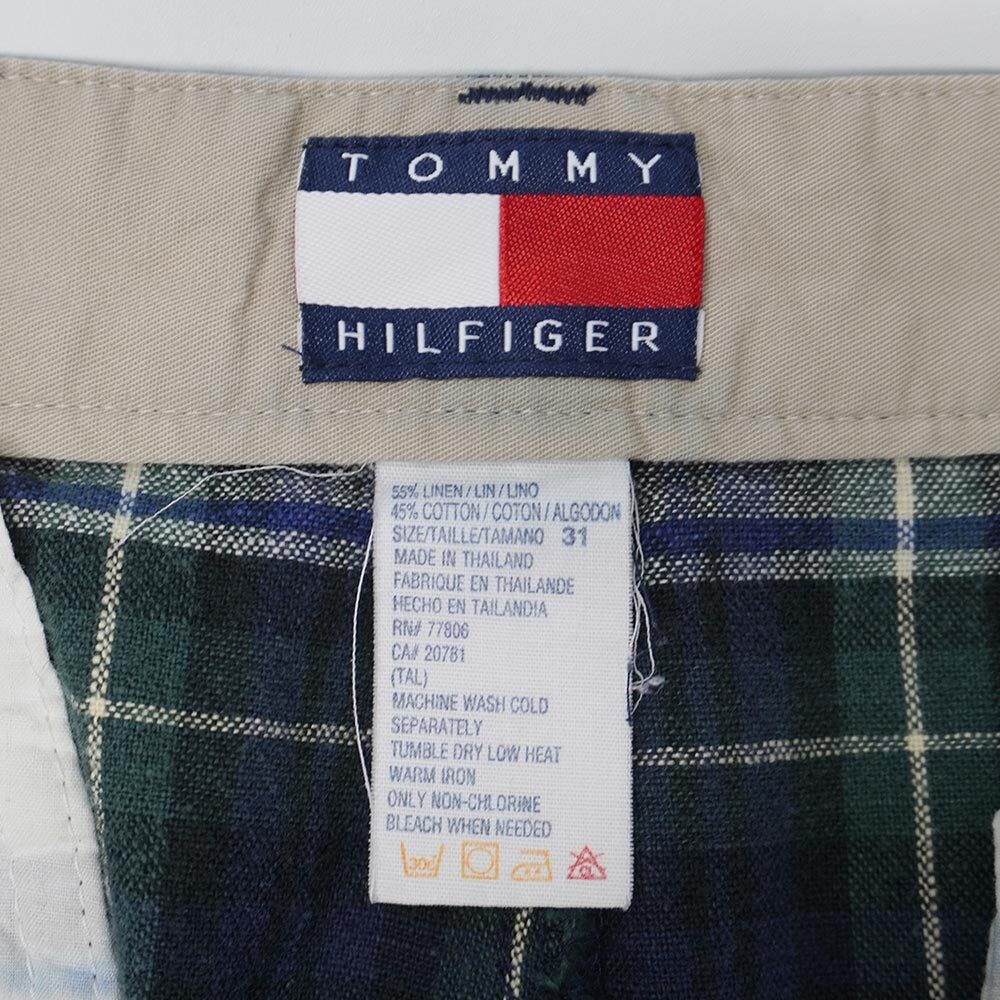 TOMMY
HILFIGER
55% LINEN / LIN / LINO
45% COTTON / COTON / ALGODON
SIZE/TAILLE/TAMANO 31
MADE IN THAILAND
FABRIQUE EN THAILANDE
HECHO EN TAILANDIA
RN# 77806
CA# 20781
(TAL)
MACHINE WASH COLD
SEPARATELY
TUMBLE DRY LOW HEAT
WARM IRON
ONLY NON-CHLORINE
BLEACH WHEN NEEDED